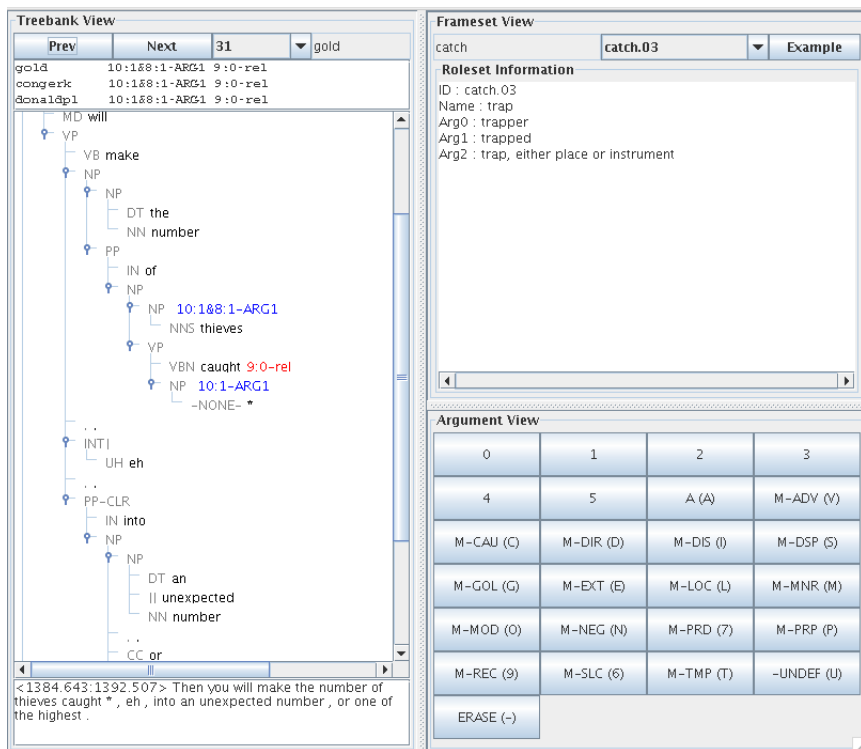 Treebank View
Prev Next 31 gold
gold 10:1&8:1-ARG1 9:0-rel
congerk 10:1&8:1-ARG1 9:0-rel
donaldpl 10:1&8:1-ARG1 9:0-rel
MD will
VP
VB make
NP
NP
DT the
NN number
PP
IN of
NP
NP 10:1&8:1-ARG1
NNS thieves
VP
VBN caught 9:0-rel
NP 10:1-ARG1
-NONE- *
, ,
INTJ
UH eh
, ,
PP-CLR
IN into
NP
NP
DT an
JJ unexpected
NN number
, ,
CC or
<1384.643:1392.507> Then you will make the number of
thieves caught * , eh , into an unexpected number , or one of
the highest .
Frameset View
catch catch.03 Example
Roleset Information
ID : catch.03
Name : trap
Arg0 : trapper
Arg1 : trapped
Arg2 : trap, either place or instrument
Argument View
0 1 2 3
4 5 A (A) M-ADV (V)
M-CAU (C) M-DIR (D) M-DIS (I) M-DSP (S)
M-GOL (G) M-EXT (E) M-LOC (L) M-MNR (M)
M-MOD (O) M-NEG (N) M-PRD (7) M-PRP (P)
M-REC (9) M-SLC (6) M-TMP (T) -UNDEF (U)
ERASE (-)